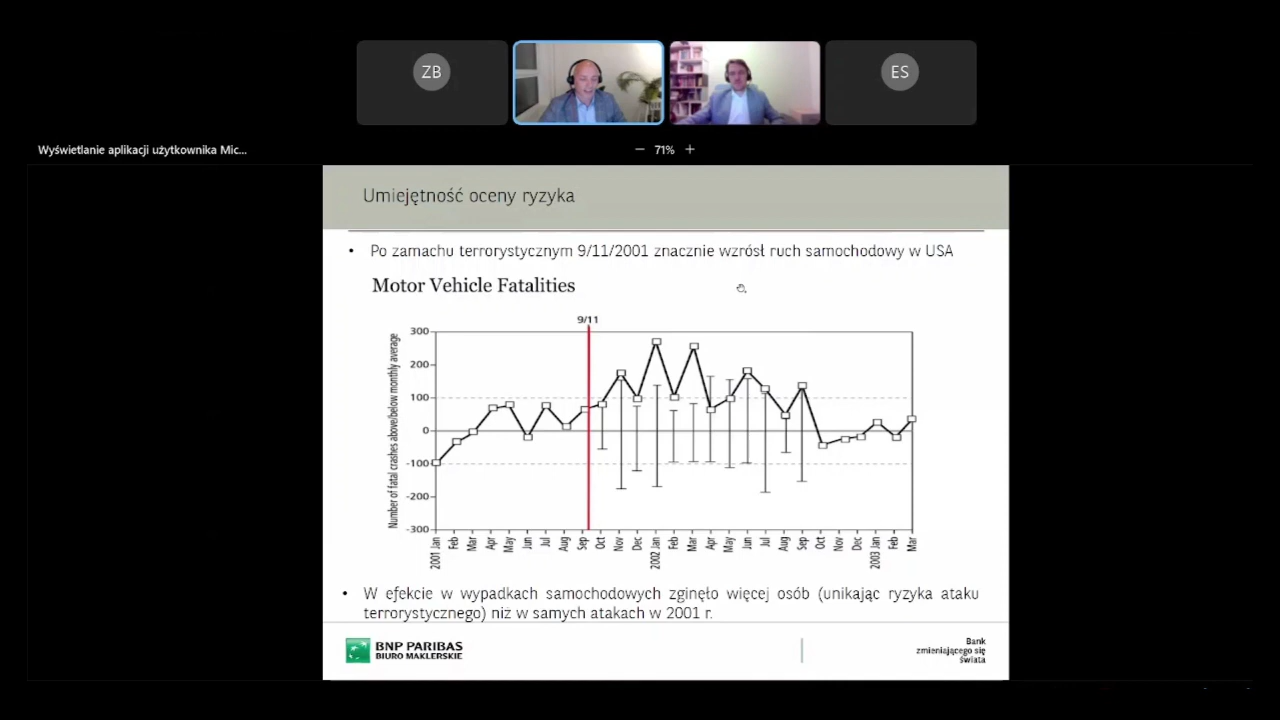 ZB
ES
Wyświetlanie aplikacji użytkownika Mic...
71%
Umiejętność oceny ryzyka
• Po zamachu terrorystycznym 9/11/2001 znacznie wzrósł ruch samochodowy w USA
Motor Vehicle Fatalities
9/11
Number of fatal crashes above/below monthly average
300
200
100
0
-100
-200
-300
2001 Jan
Feb
Mar
Apr
May
Jun
Jul
Aug
Sep
Oct
Nov
Dec
2002 Jan
Feb
Mar
Apr
May
Jun
Jul
Aug
Sep
Oct
Nov
Dec
2003 Jan
Feb
Mar
• W efekcie w wypadkach samochodowych zginęło więcej osób (unikając ryzyka ataku
terrorystycznego) niż w samych atakach w 2001 r.
BNP PARIBAS
BIURO MAKLERSKIE
Bank
zmieniającego się
świata